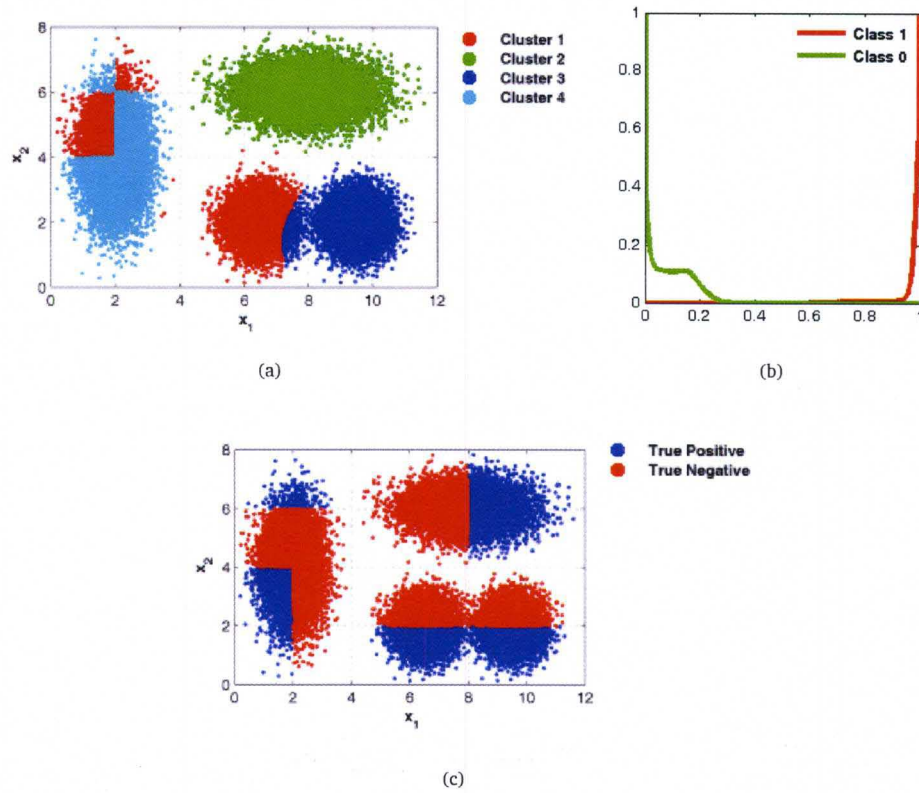 8
6
4
2
0
0 2 4 6 8 10 12
x2
x1
Cluster 1
Cluster 2
Cluster 3
Cluster 4
(a)
1
0.8
0.6
0.4
0.2
0
0 0.2 0.4 0.6 0.8 1
Class 1
Class 0
(b)
8
6
4
2
0
0 2 4 6 8 10 12
x2
x1
True Positive
True Negative
(c)